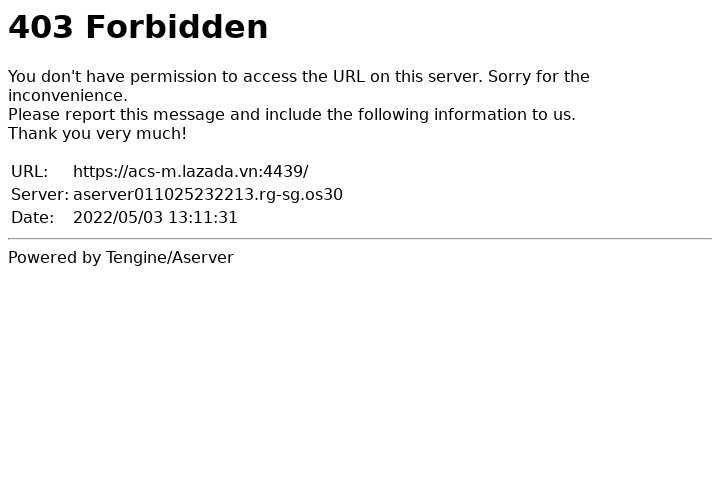 403 Forbidden
You don't have permission to access the URL on this server. Sorry for the
inconvenience.
Please report this message and include the following information to us.
Thank you very much!
URL: https://acs-m.lazada.vn:4439/
Server: aserver011025232213.rg-sg.os30
Date: 2022/05/03 13:11:31
Powered by Tengine/Aserver